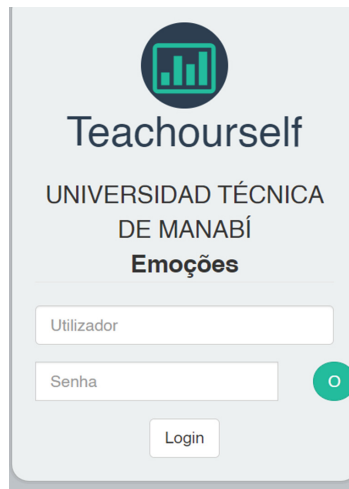 Teachourself
UNIVERSIDAD TÉCNICA
DE MANABÍ
Emoções
Utilizador
Senha
O
Login